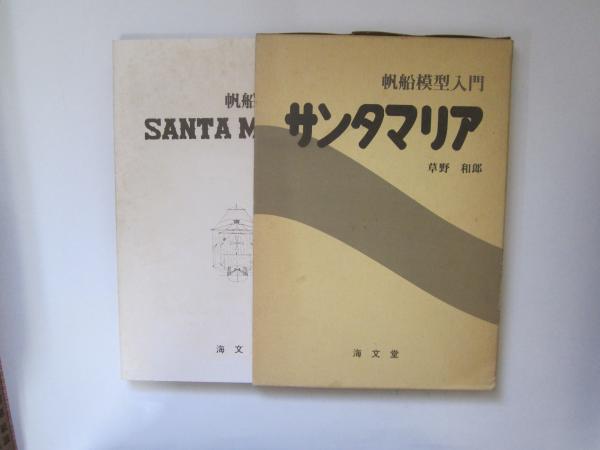 帆船
SANTA M
海文
帆船模型入門
サンタマリア
草野 和郎
海文堂